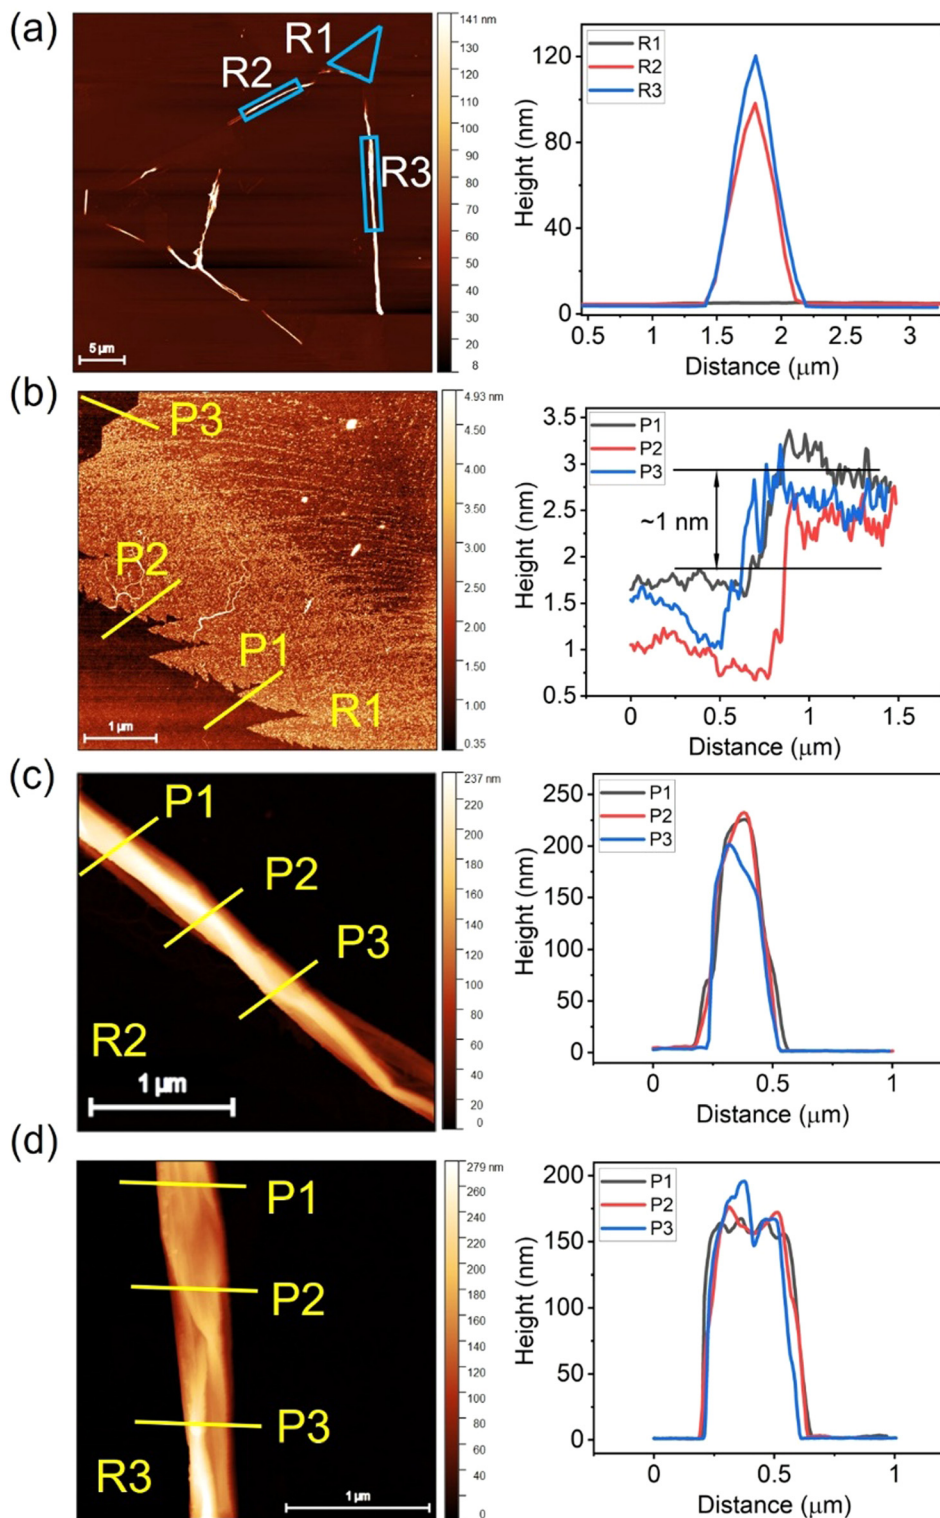 (a)
R1
R2
R3
5 µm
141 nm
130
120
110
100
90
80
70
60
50
40
30
20
8
R1
R2
R3
Height (nm)
120
80
40
0
0.5
1
2
3
Distance (µm)
(b)
P3
P2
P1
R1
1 µm
4.93 nm
4.50
4.00
3.50
3.00
2.50
2.00
1.50
1.00
0.35
P1
P2
P3
~1 nm
Height (nm)
3.5
3
2.5
2
1.5
1
0.5
0
0.5
1
1.5
Distance (µm)
(c)
P1
P2
P3
R2
1 µm
237 nm
220
200
180
160
140
120
100
80
60
40
20
0
P1
P2
P3
Height (nm)
250
200
150
100
50
0
0
0.5
1
Distance (µm)
(d)
P1
P2
P3
R3
1 µm
279 nm
260
240
220
200
180
160
140
120
100
80
60
40
0
P1
P2
P3
Height (nm)
200
150
100
50
0
0
0.5
1
Distance (µm)